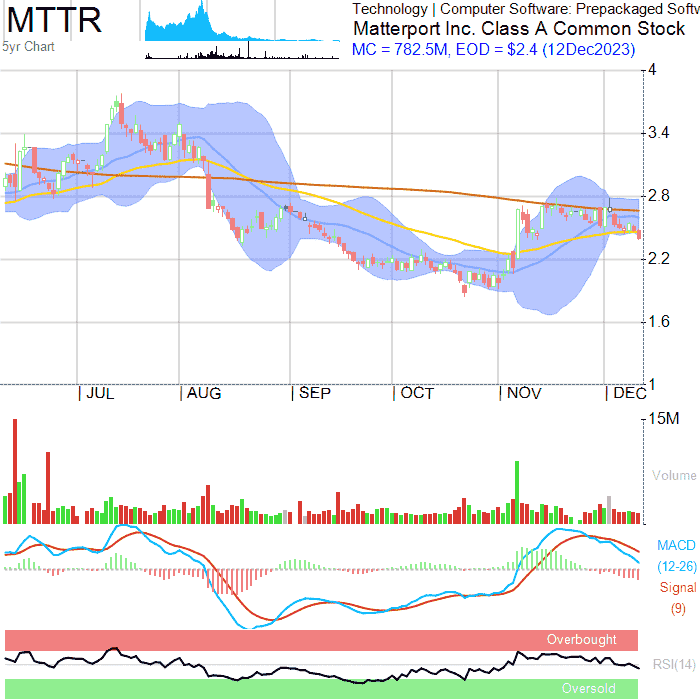 MTTR
5yr Chart
Technology | Computer Software: Prepackaged Softw
Matterport Inc. Class A Common Stock
MC = 782.5M, EOD = $2.4 (12Dec2023)
4
3.4
2.8
2.2
1.6
1
| JUL | AUG | SEP | OCT | NOV | DEC
15M
Volume
MACD
(12-26)
Signal
(9)
Overbought
RSI(14)
Oversold